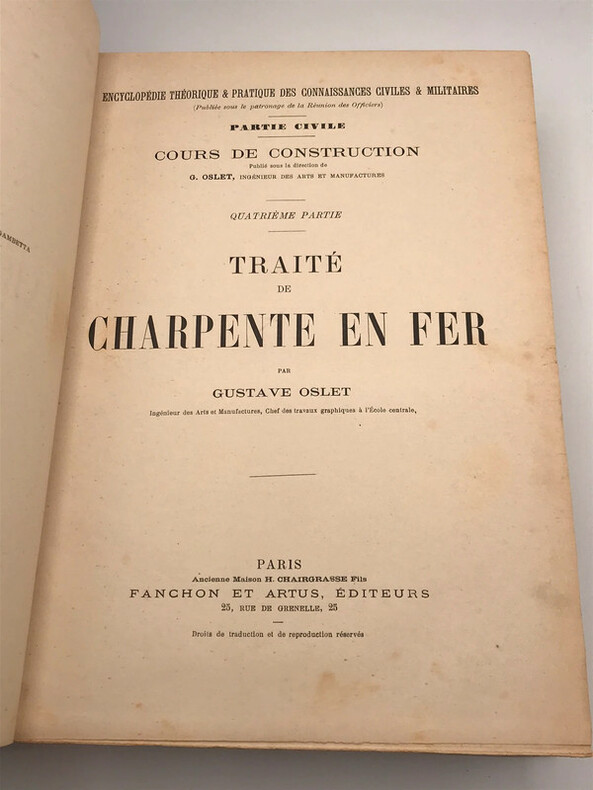 ENCYCLOPÉDIE THÉORIQUE & PRATIQUE DES CONNAISSANCES CIVILES & MILITAIRES
(Publiée sous le patronage de la Réunion des Officiers)
PARTIE CIVILE
COURS DE CONSTRUCTION
Publié sous la direction de
G. OSLET, INGÉNIEUR DES ARTS ET MANUFACTURES
QUATRIÈME PARTIE
TRAITÉ
DE
CHARPENTE EN FER
PAR
GUSTAVE OSLET
Ingénieur des Arts et Manufactures, Chef des travaux graphiques à l'École centrale,
PARIS
Ancienne Maison H. CHAIRGRASSE Fils
FANCHON ET ARTUS, ÉDITEURS
25, RUE DE GRENELLE, 25
Droits de traduction et de reproduction réservés
GAMBETTA